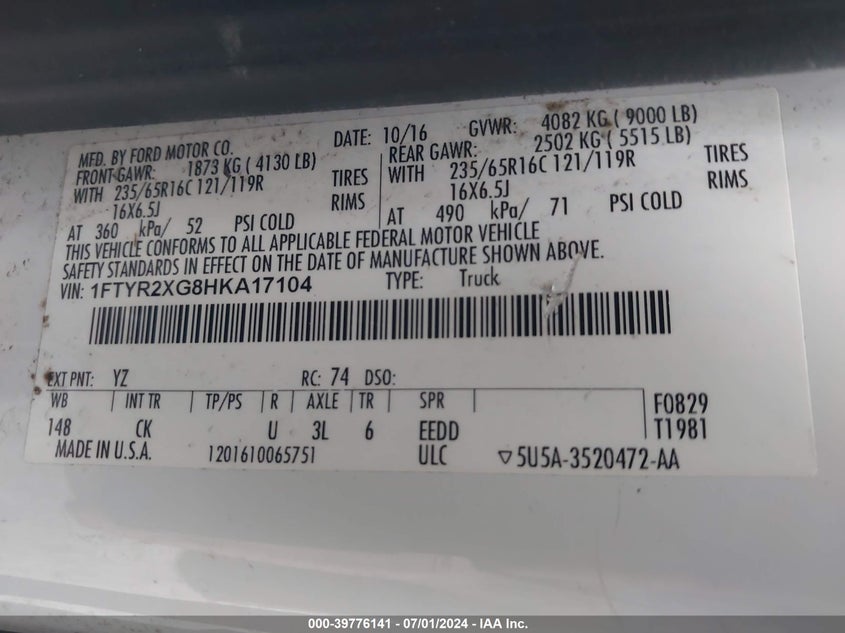 MFD. BY FORD MOTOR CO. DATE: 10/16 GVWR: 4082 KG ( 9000 LB)
FRONT GAWR: 1873 KG ( 4130 LB) REAR GAWR: 2502 KG ( 5515 LB)
WITH 235/65R16C 121/119R TIRES WITH 235/65R16C 121/119R TIRES
16X6.5J RIMS 16X6.5J RIMS
AT 360 kPa/ 52 PSI COLD AT 490 kPa/ 71 PSI COLD
THIS VEHICLE CONFORMS TO ALL APPLICABLE FEDERAL MOTOR VEHICLE
SAFETY STANDARDS IN EFFECT ON THE DATE OF MANUFACTURE SHOWN ABOVE.
VIN: 1FTYR2XG8HKA17104 TYPE: Truck
EXT PNT: YZ RC: 74 DSO:
WB INT TR TP/PS R AXLE TR SPR F0829
148 CK U 3L 6 EEDD T1981
MADE IN U.S.A. 1201610065751 ULC ▽5U5A-3520472-AA
000-39776141 - 07/01/2024 - IAA Inc.